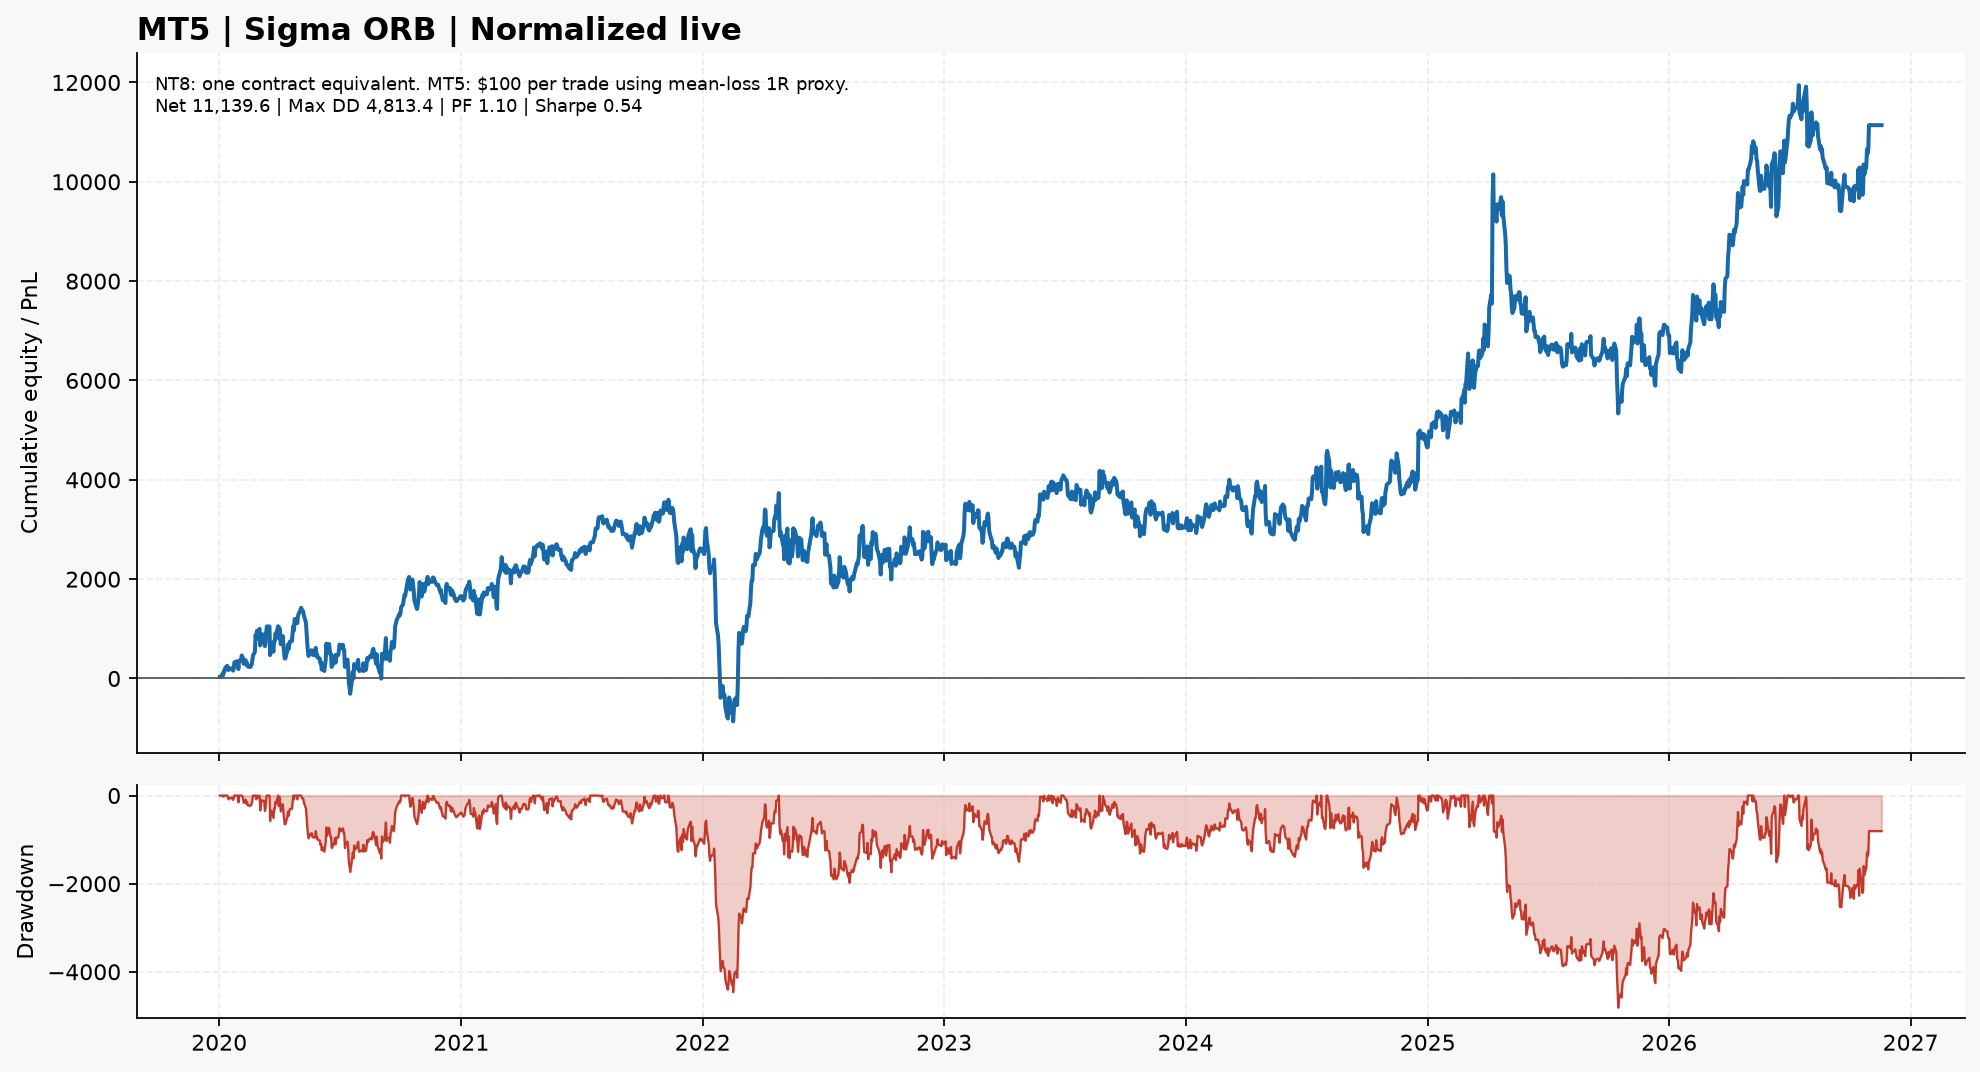 MT5 | Sigma ORB | Normalized live
NT8: one contract equivalent. MT5: $100 per trade using mean-loss 1R proxy.
Net 11,139.6 | Max DD 4,813.4 | PF 1.10 | Sharpe 0.54
Cumulative equity / PnL
12000
10000
8000
6000
4000
2000
0
Drawdown
0
−2000
−4000
2020 2021 2022 2023 2024 2025 2026 2027